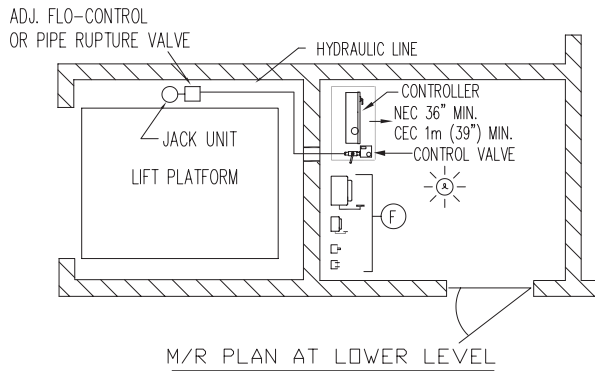 ADJ. FLO-CONTROL
OR PIPE RUPTURE VALVE
HYDRAULIC LINE
CONTROLLER
NEC 36" MIN.
CEC 1m (39") MIN.
CONTROL VALVE
JACK UNIT
LIFT PLATFORM
F
M/R PLAN AT LOWER LEVEL